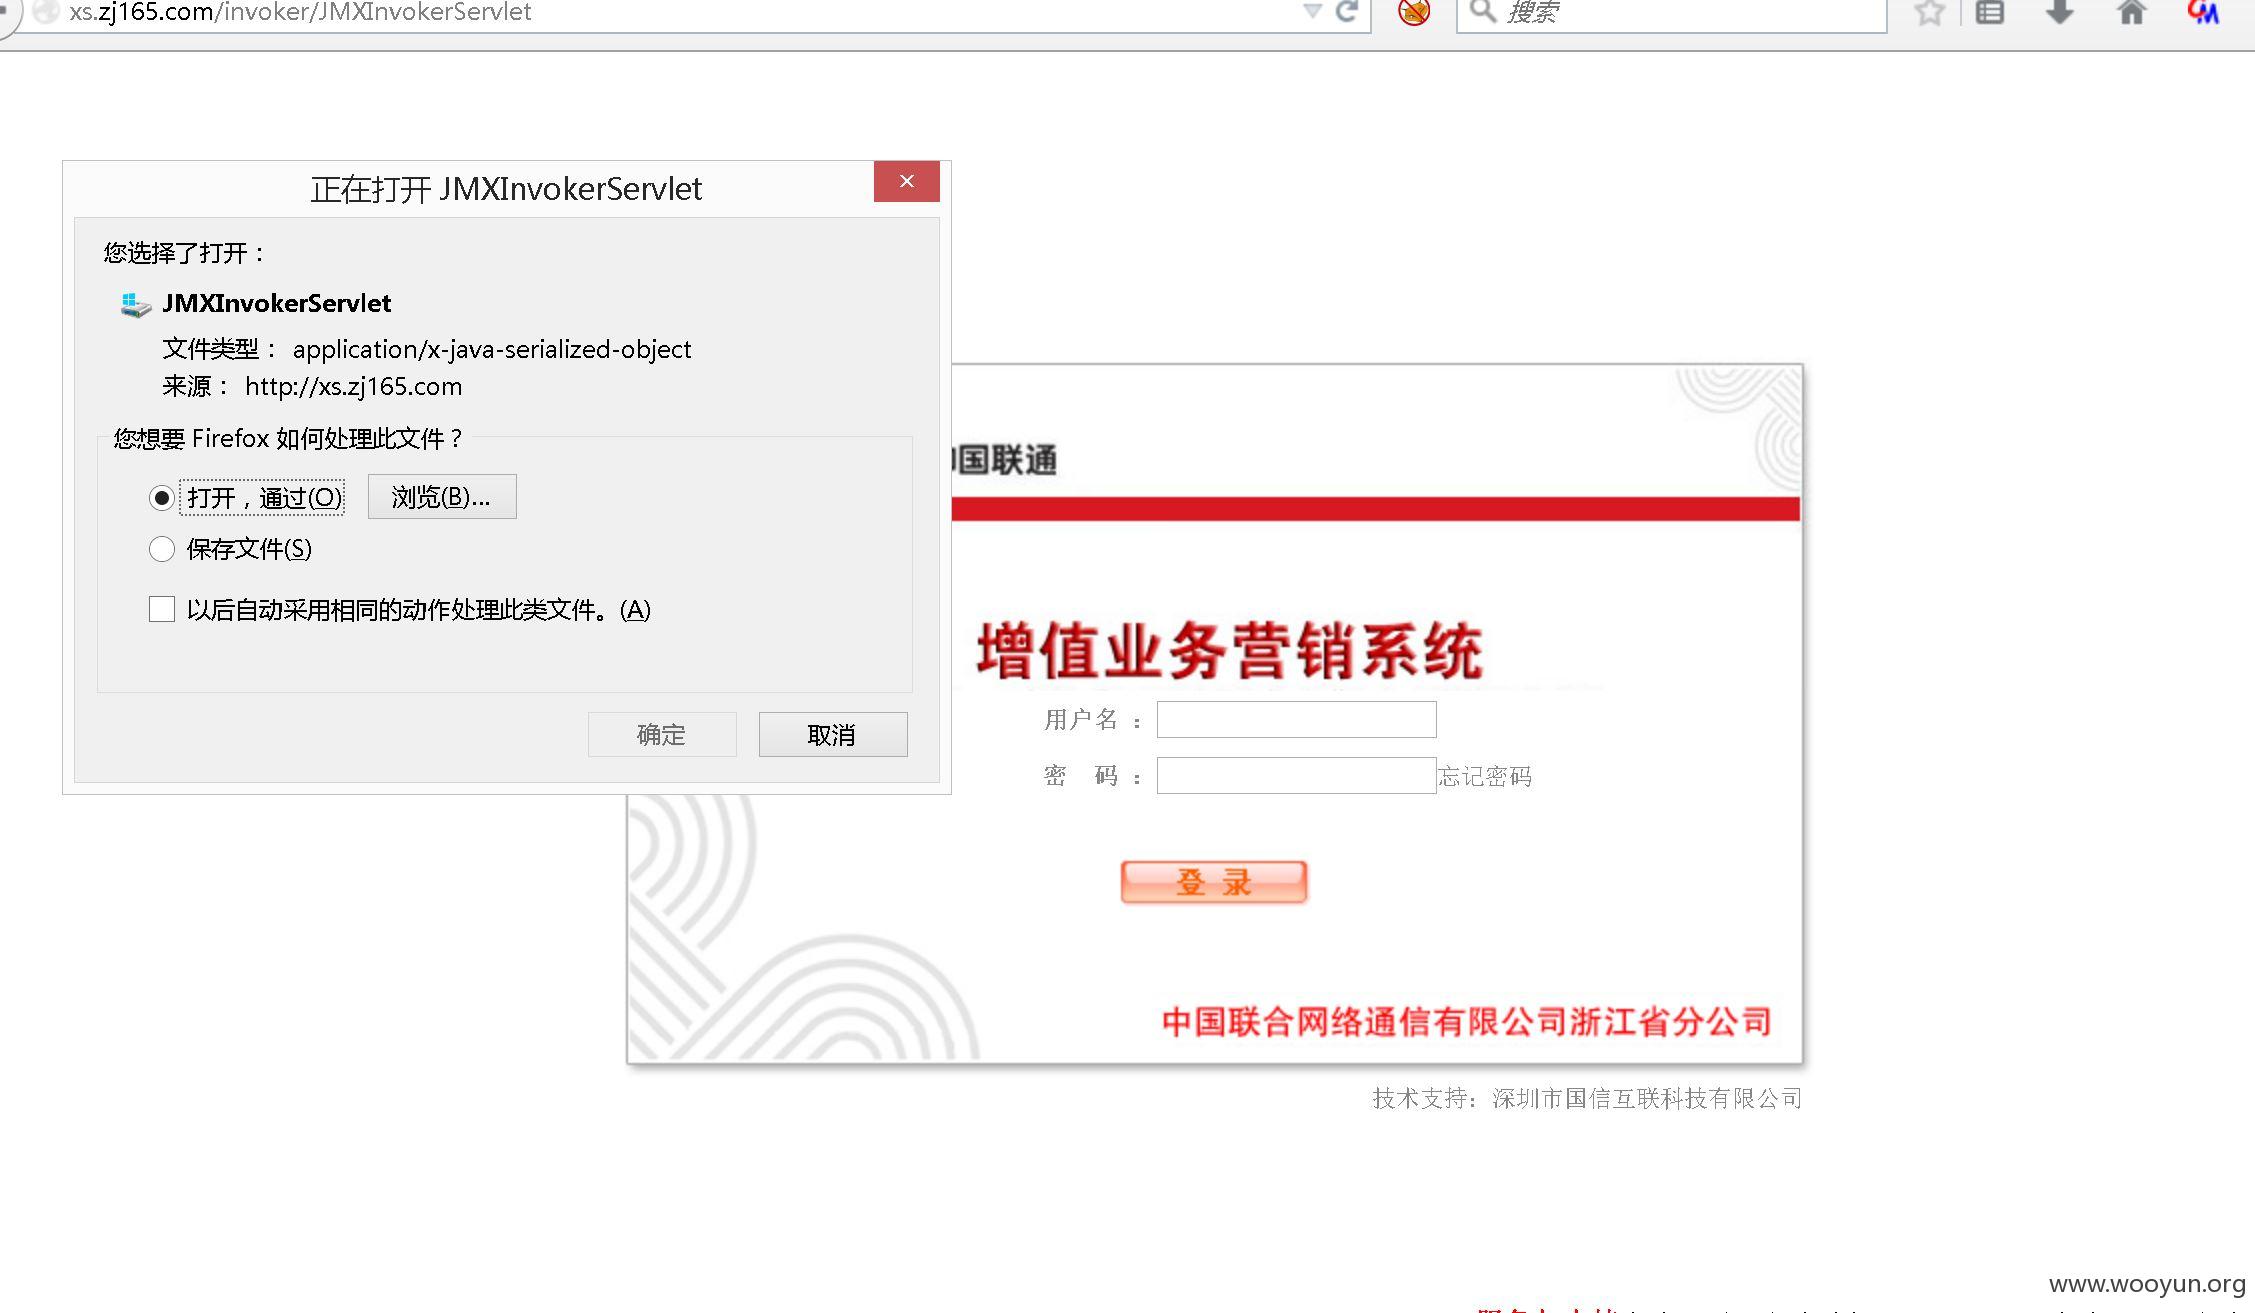 xs.zj165.com/invoker/JMXInvokerServlet
搜索
正在打开 JMXInvokerServlet
您选择了打开：
JMXInvokerServlet
文件类型： application/x-java-serialized-object
来源： http://xs.zj165.com
您想要 Firefox 如何处理此文件？
打开，通过(O)
浏览(B)...
保存文件(S)
以后自动采用相同的动作处理此类文件。(A)
确定
取消
国联通
增值业务营销系统
用户名 ：
密 码 ：
忘记密码
登 录
中国联合网络通信有限公司浙江省分公司
技术支持：深圳市国信互联科技有限公司
www.wooyun.org